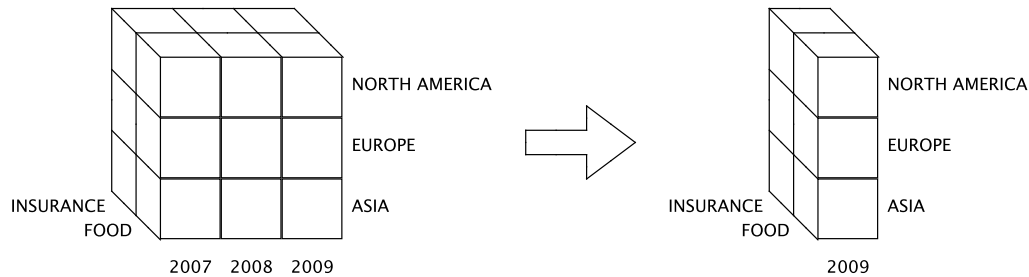 NORTH AMERICA
EUROPE
INSURANCE
ASIA
FOOD
2007 2008 2009
NORTH AMERICA
EUROPE
INSURANCE
ASIA
FOOD
2009